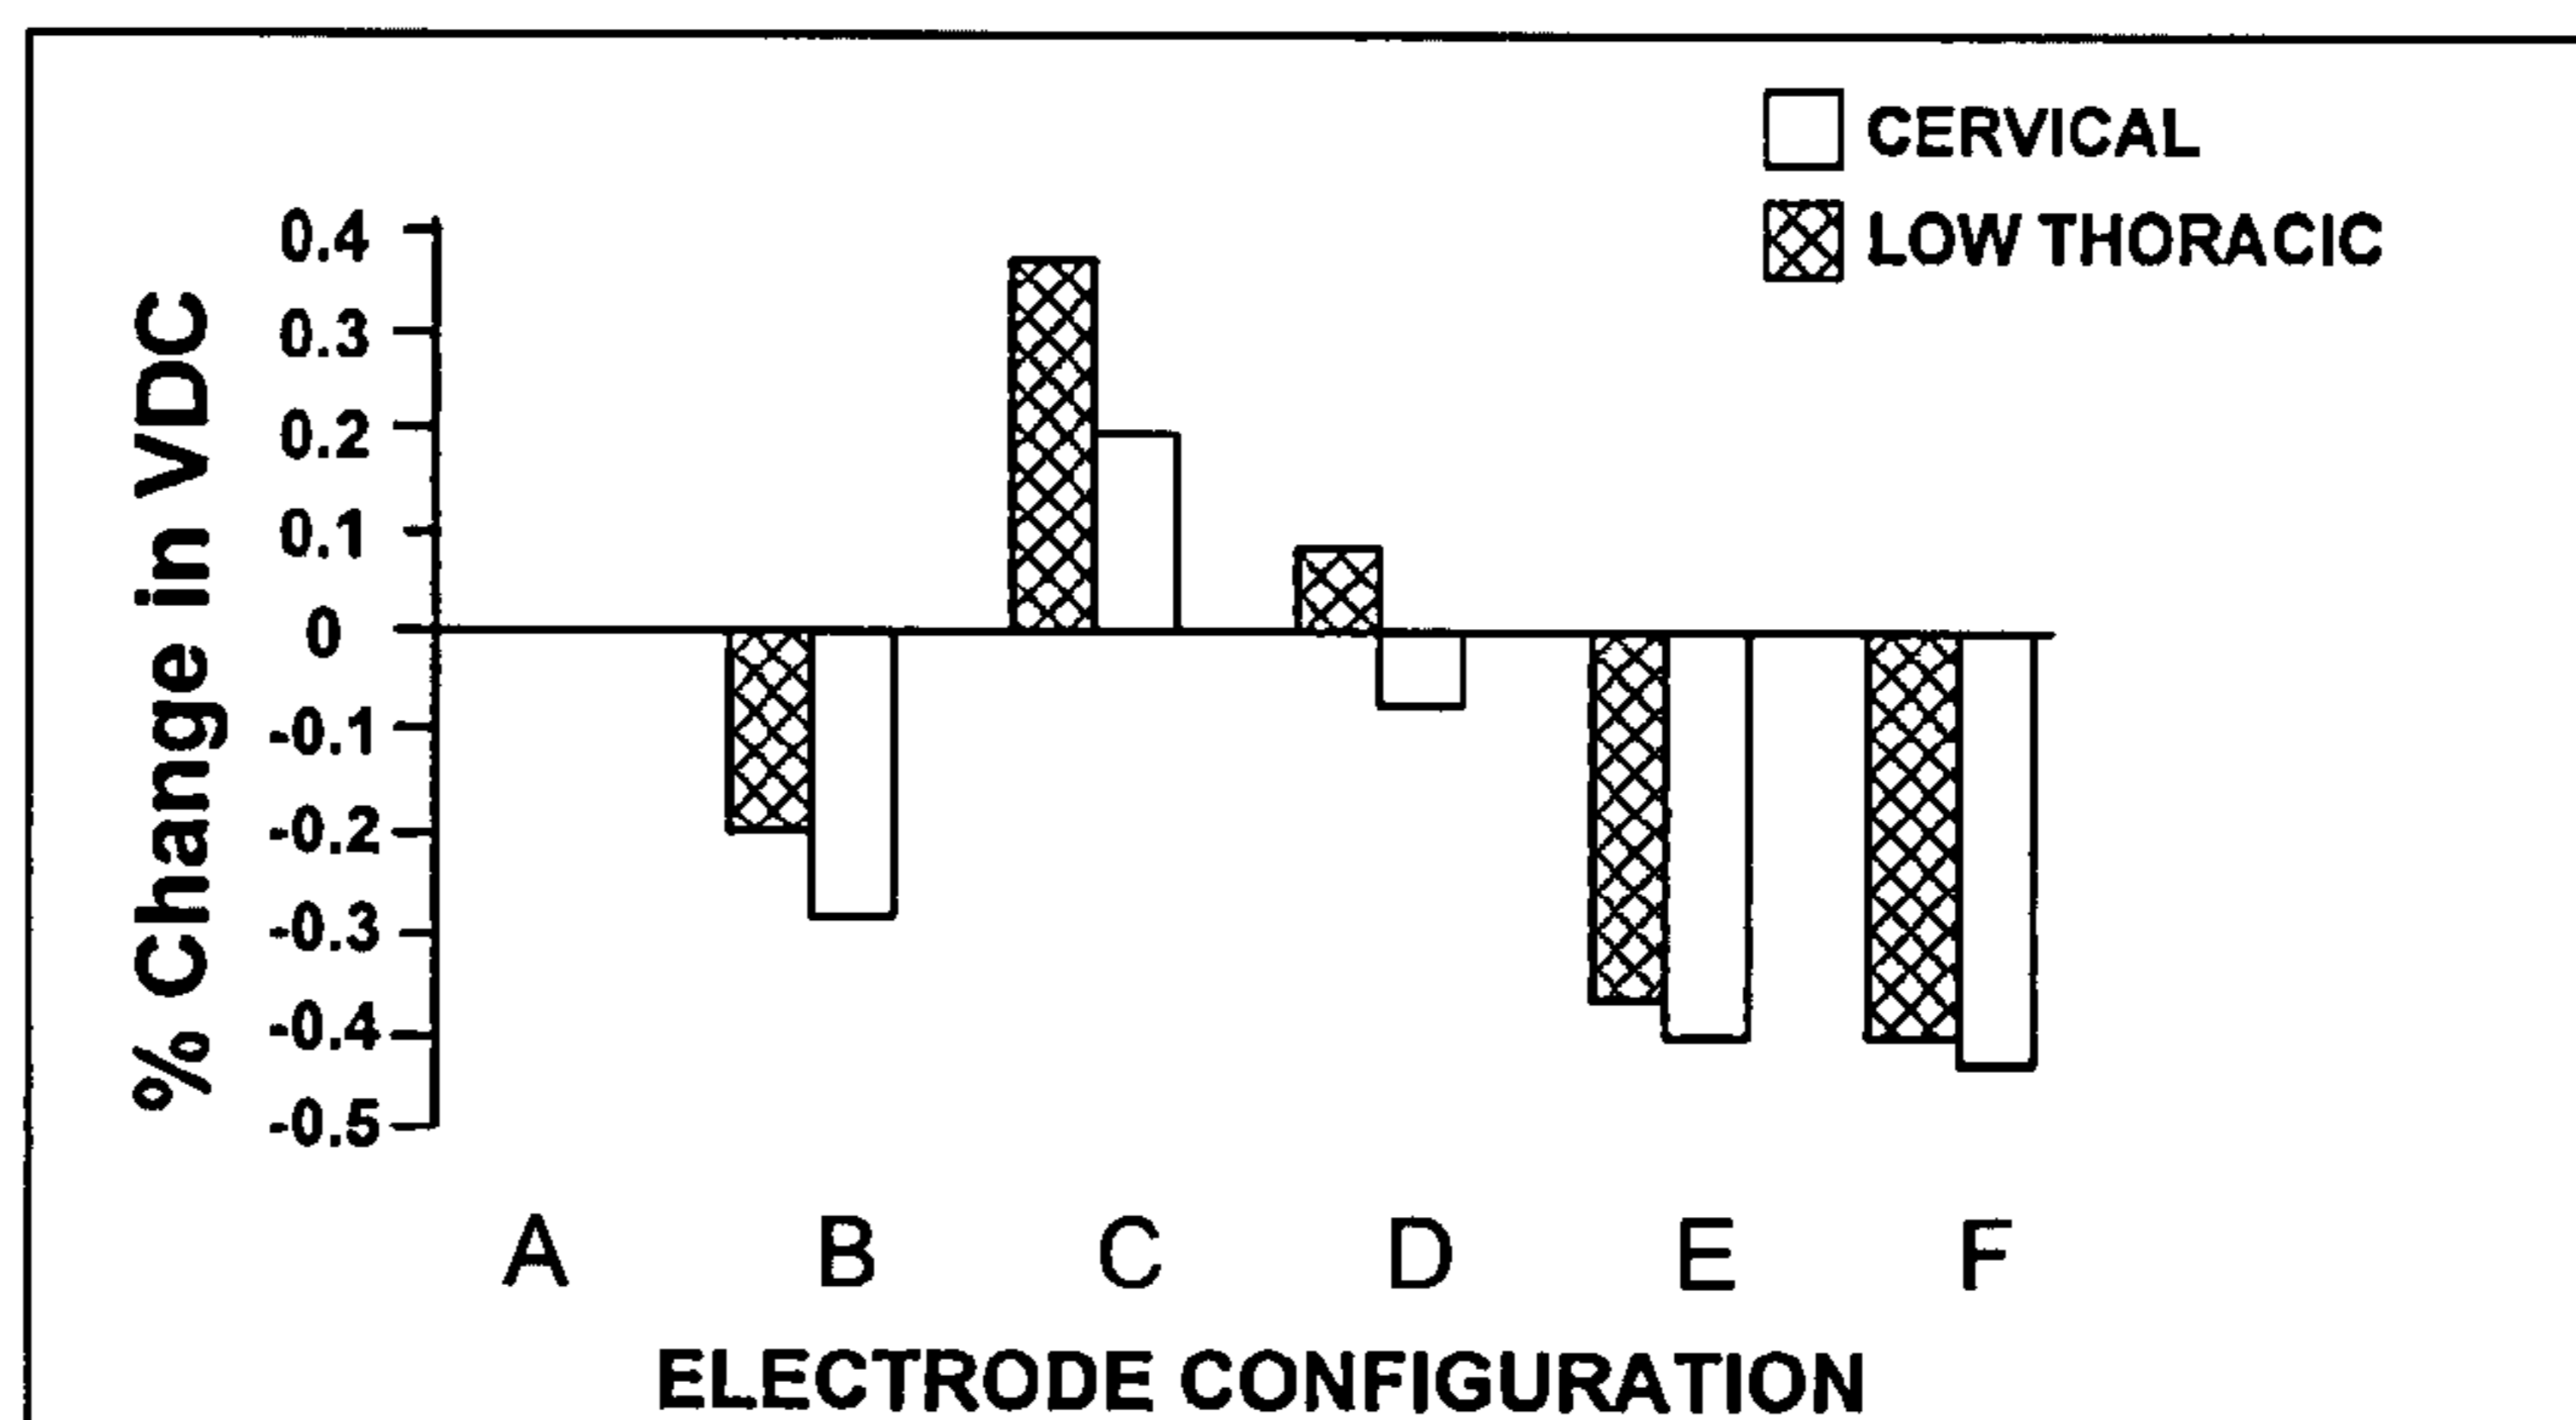 CERVICAL
LOW THORACIC
% Change in VDC
0.4
0.3
0.2
0.1
0
-0.1
-0.2
-0.3
-0.4
-0.5
A B C D E F
ELECTRODE CONFIGURATION